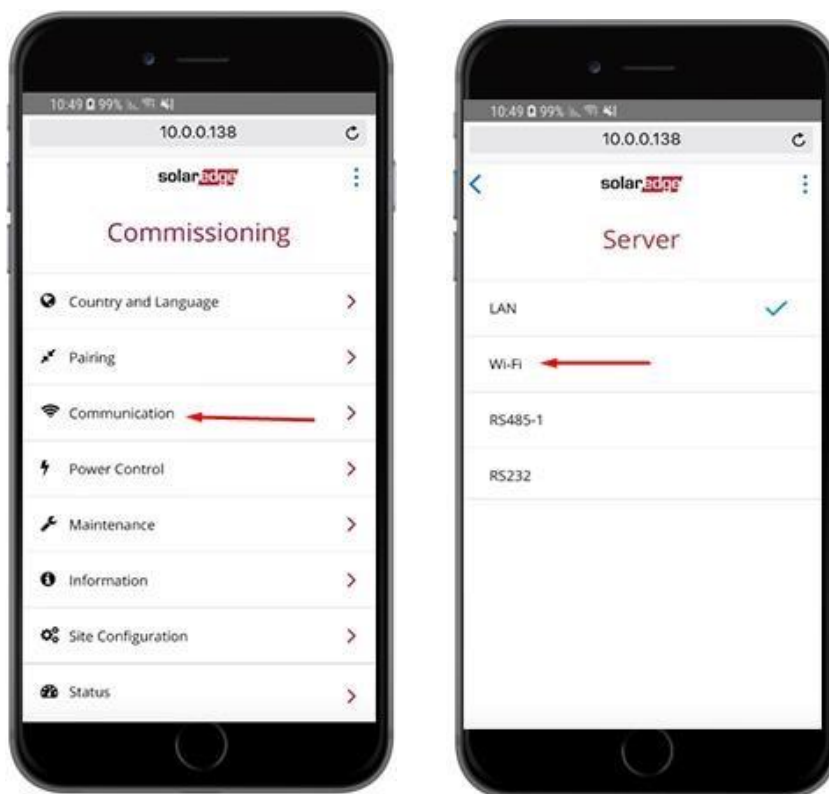 10:49 99%
10.0.0.138
solaredge
Commissioning
Country and Language
Pairing
Communication
Power Control
Maintenance
Information
Site Configuration
Status
10:49 99%
10.0.0.138
solaredge
Server
LAN
Wi-Fi
RS485-1
RS232